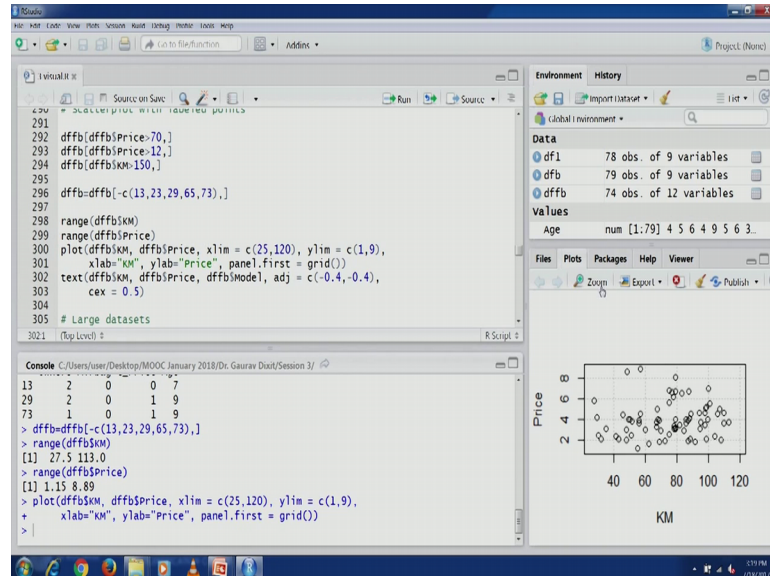 RStudio
File Edit Code View Plots Session Build Debug Profile Tools Help
Go to file/function
Addins
Project: (None)
1 visual.R
Source on Save
Run
Source
290 # Scatterplot with labeled points
291
292 dffb[dffb$Price>70,]
293 dffb[dffb$Price>12,]
294 dffb[dffb$KM>150,]
295
296 dffb=dffb[-c(13,23,29,65,73),]
297
298 range(dffb$KM)
299 range(dffb$Price)
300 plot(dffb$KM, dffb$Price, xlim = c(25,120), ylim = c(1,9),
301 xlab="KM", ylab="Price", panel.first = grid())
302 text(dffb$KM, dffb$Price, dffb$Model, adj = c(-0.4,-0.4),
303 cex = 0.5)
304
305 # Large datasets
302:1 (Top Level)
R Script
Console C:/Users/user/Desktop/MOOC January 2018/Dr. Gaurav Dixit/Session 3/
13 2 0 0 7
29 2 0 1 9
73 1 0 1 9
> dffb=dffb[-c(13,23,29,65,73),]
> range(dffb$KM)
[1] 27.5 113.0
> range(dffb$Price)
[1] 1.15 8.89
> plot(dffb$KM, dffb$Price, xlim = c(25,120), ylim = c(1,9),
+ xlab="KM", ylab="Price", panel.first = grid())
>
Environment History
Import Dataset
List
Global Environment
Data
df1 78 obs. of 9 variables
dfb 79 obs. of 9 variables
dffb 74 obs. of 12 variables
Values
Age num [1:79] 4 5 6 4 9 5 6 3…
Files Plots Packages Help Viewer
Zoom Export Publish
Price
8
6
4
2
40 60 80 100 120
KM
3:19 PM